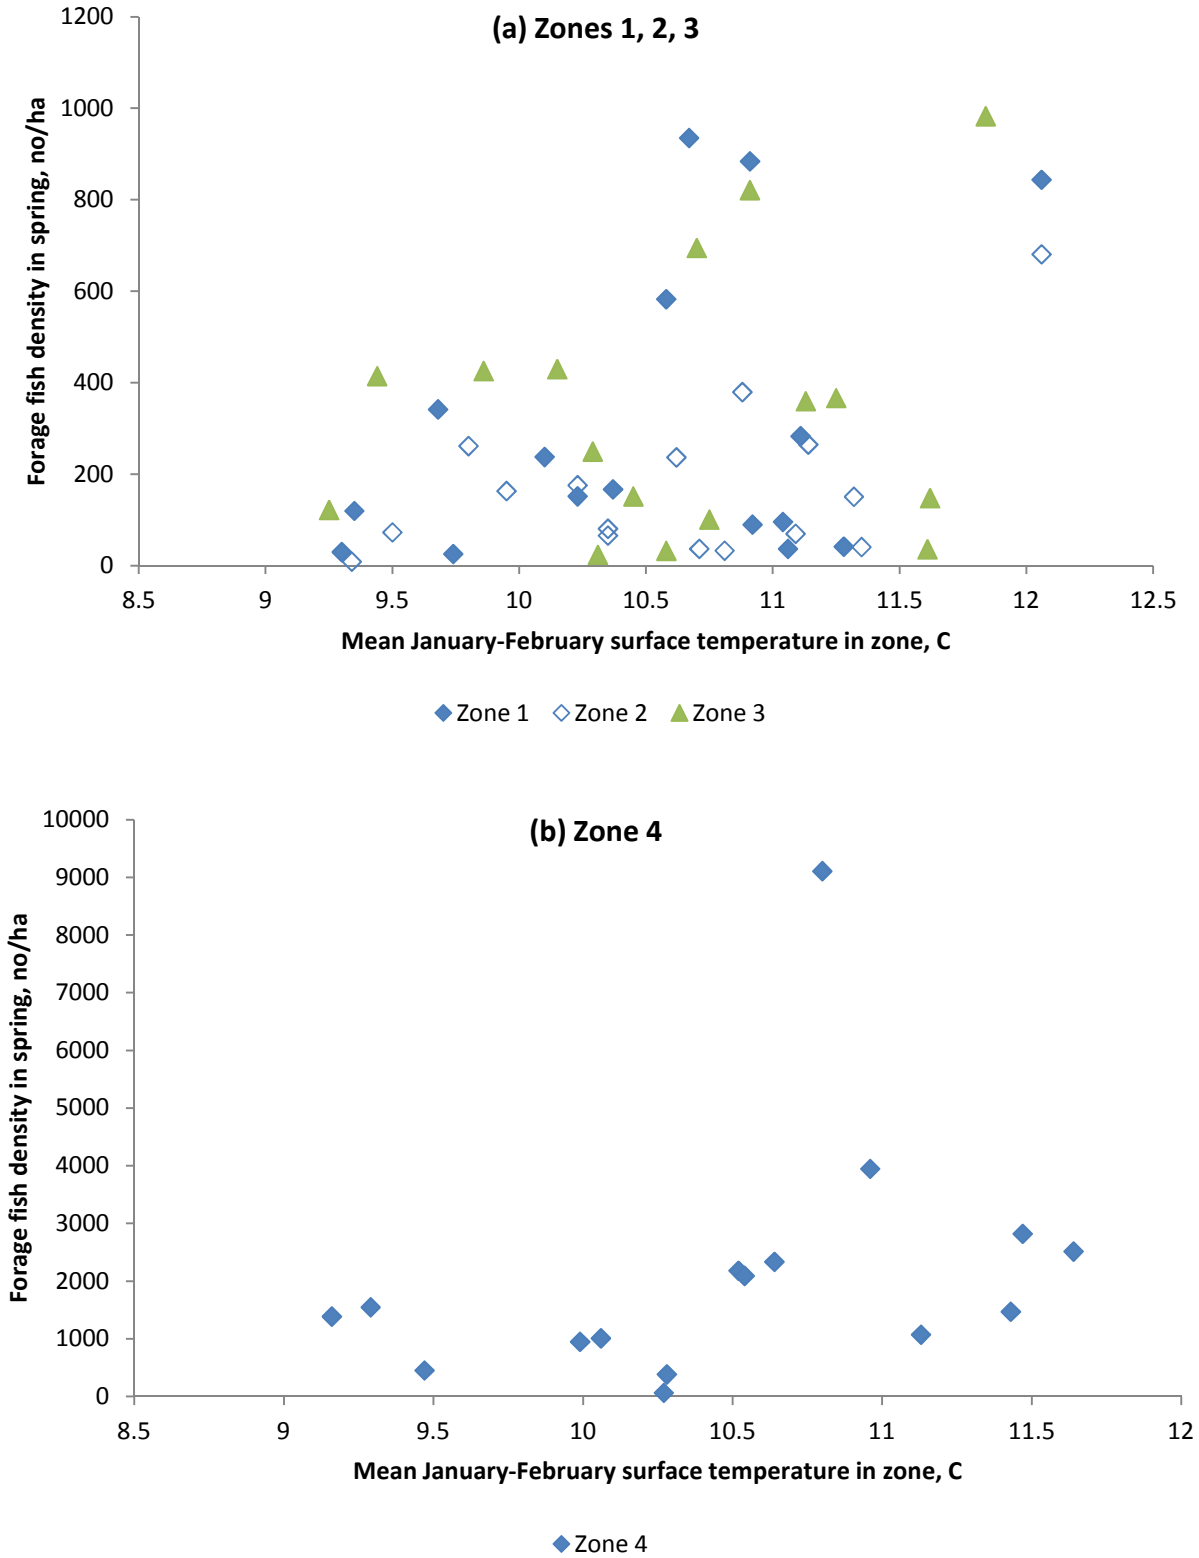 (a) Zones 1, 2, 3
Forage fish density in spring, no/ha
1200
1000
800
600
400
200
0
8.5 9 9.5 10 10.5 11 11.5 12 12.5
Mean January-February surface temperature in zone, C
Zone 1 Zone 2 Zone 3
(b) Zone 4
Forage fish density in spring, no/ha
10000
9000
8000
7000
6000
5000
4000
3000
2000
1000
0
8.5 9 9.5 10 10.5 11 11.5 12
Mean January-February surface temperature in zone, C
Zone 4